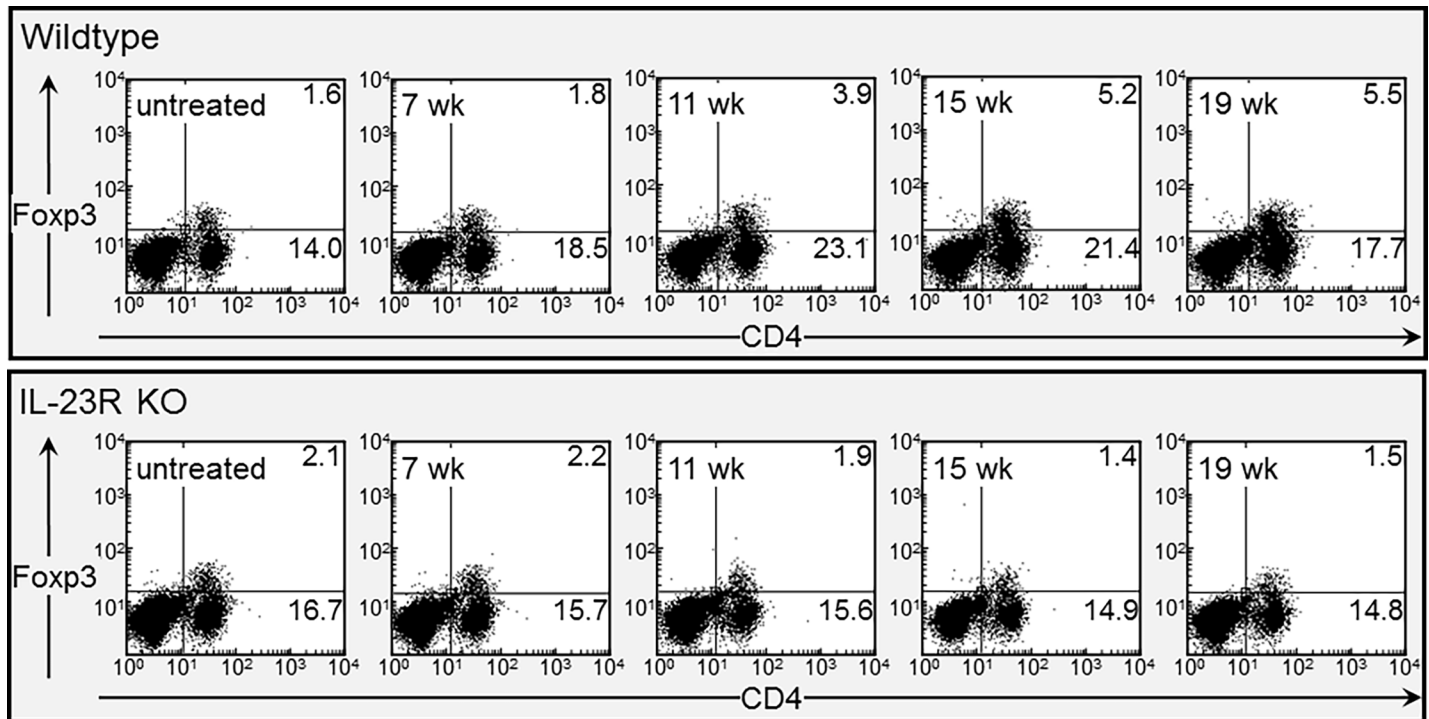 Wildtype
10⁴ 10⁴ 10⁴ 10⁴ 10⁴
untreated 1.6 7 wk 1.8 11 wk 3.9 15 wk 5.2 19 wk 5.5
10³ 10³ 10³ 10³ 10³
10² 10² 10² 10² 10²
Foxp3
10¹ 14.0 10¹ 18.5 10¹ 23.1 10¹ 21.4 10¹ 17.7
10⁰ 10¹ 10² 10³ 10⁴ 10⁰ 10¹ 10² 10³ 10⁴ 10⁰ 10¹ 10² 10³ 10⁴ 10⁰ 10¹ 10² 10³ 10⁴ 10⁰ 10¹ 10² 10³ 10⁴
CD4
IL-23R KO
10⁴ 10⁴ 10⁴ 10⁴ 10⁴
untreated 2.1 7 wk 2.2 11 wk 1.9 15 wk 1.4 19 wk 1.5
10³ 10³ 10³ 10³ 10³
10² 10² 10² 10² 10²
Foxp3
10¹ 16.7 10¹ 15.7 10¹ 15.6 10¹ 14.9 10¹ 14.8
10⁰ 10¹ 10² 10³ 10⁴ 10⁰ 10¹ 10² 10³ 10⁴ 10⁰ 10¹ 10² 10³ 10⁴ 10⁰ 10¹ 10² 10³ 10⁴ 10⁰ 10¹ 10² 10³ 10⁴
CD4